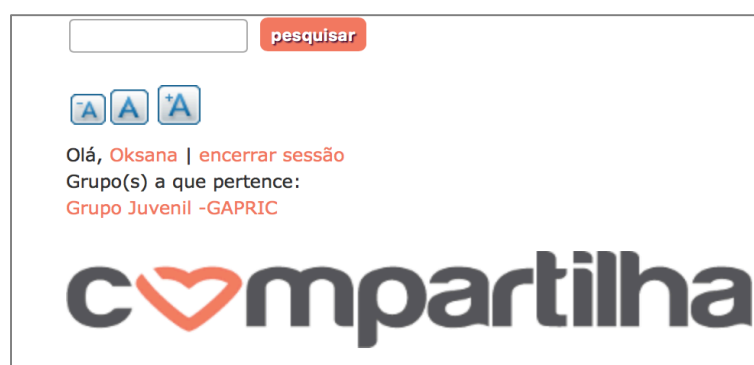 pesquisar
-A A +A
Olá, Oksana | encerrar sessão
Grupo(s) a que pertence:
Grupo Juvenil -GAPRIC
compartilha